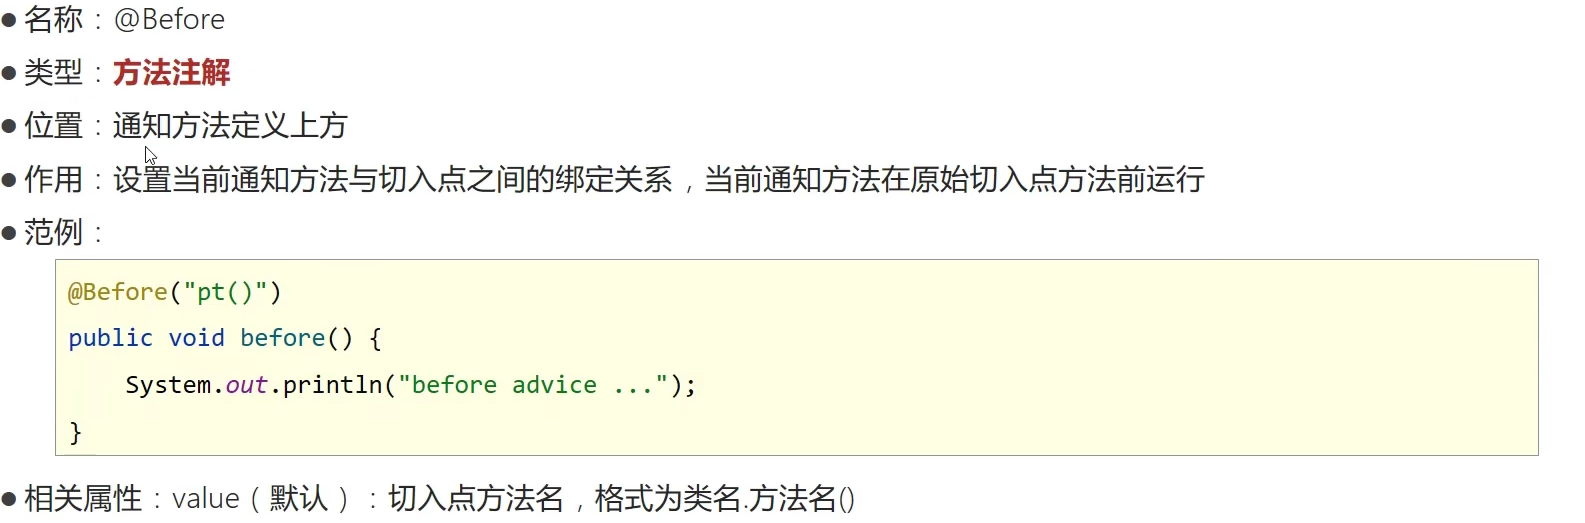 ● 名称：@Before
● 类型：方法注解
● 位置：通知方法定义上方
● 作用：设置当前通知方法与切入点之间的绑定关系，当前通知方法在原始切入点方法前运行
● 范例：
@Before("pt()")
public void before() {
    System.out.println("before advice ...");
}
● 相关属性：value（默认）：切入点方法名，格式为类名.方法名()